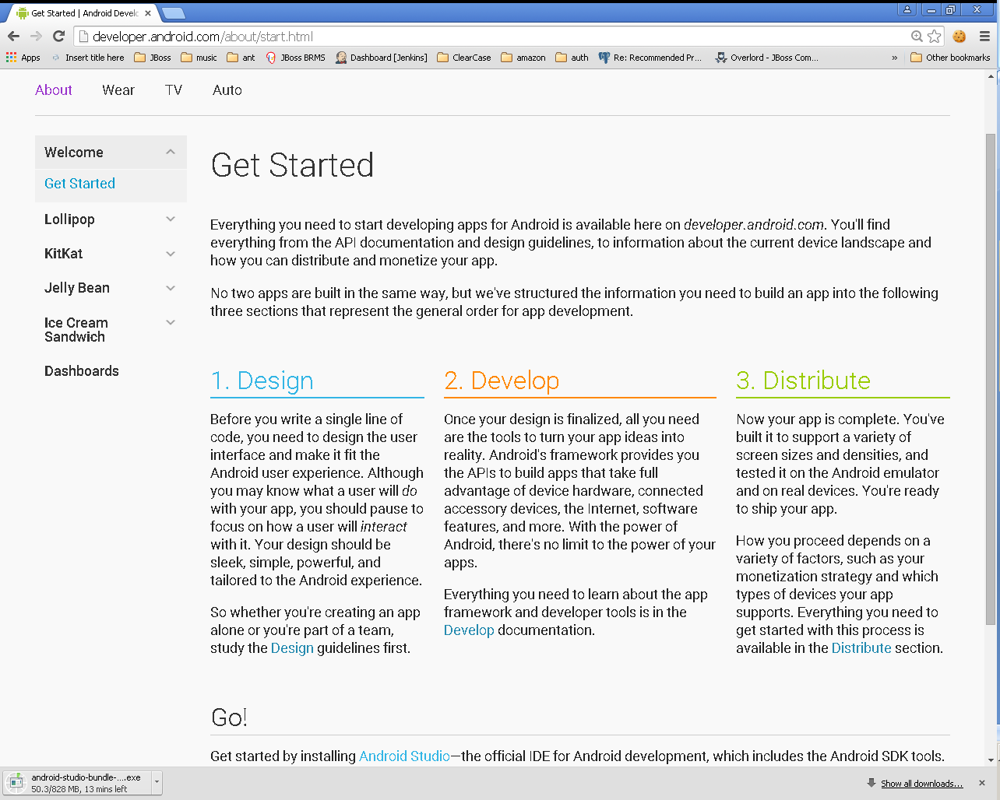 Get Started | Android Develo
developer.android.com/about/start.html
Apps Insert title here JBoss music ant JBoss BRMS Dashboard [Jenkins] ClearCase amazon auth Re: Recommended Pr... Overlord - JBoss Com... » Other bookmarks
About Wear TV Auto
Welcome
Get Started
Lollipop
KitKat
Jelly Bean
Ice Cream
Sandwich
Dashboards
Get Started
Everything you need to start developing apps for Android is available here on developer.android.com. You'll find
everything from the API documentation and design guidelines, to information about the current device landscape and
how you can distribute and monetize your app.
No two apps are built in the same way, but we've structured the information you need to build an app into the following
three sections that represent the general order for app development.
1. Design
Before you write a single line of
code, you need to design the user
interface and make it fit the
Android user experience. Although
you may know what a user will do
with your app, you should pause to
focus on how a user will interact
with it. Your design should be
sleek, simple, powerful, and
tailored to the Android experience.
So whether you're creating an app
alone or you're part of a team,
study the Design guidelines first.
2. Develop
Once your design is finalized, all you need
are the tools to turn your app ideas into
reality. Android's framework provides you
the APIs to build apps that take full
advantage of device hardware, connected
accessory devices, the Internet, software
features, and more. With the power of
Android, there's no limit to the power of your
apps.
Everything you need to learn about the app
framework and developer tools is in the
Develop documentation.
3. Distribute
Now your app is complete. You've
built it to support a variety of
screen sizes and densities, and
tested it on the Android emulator
and on real devices. You're ready
to ship your app.
How you proceed depends on a
variety of factors, such as your
monetization strategy and which
types of devices your app
supports. Everything you need to
get started with this process is
available in the Distribute section.
Go!
Get started by installing Android Studio—the official IDE for Android development, which includes the Android SDK tools.
android-studio-bundle-....exe
50.3/828 MB, 13 mins left
Show all downloads...